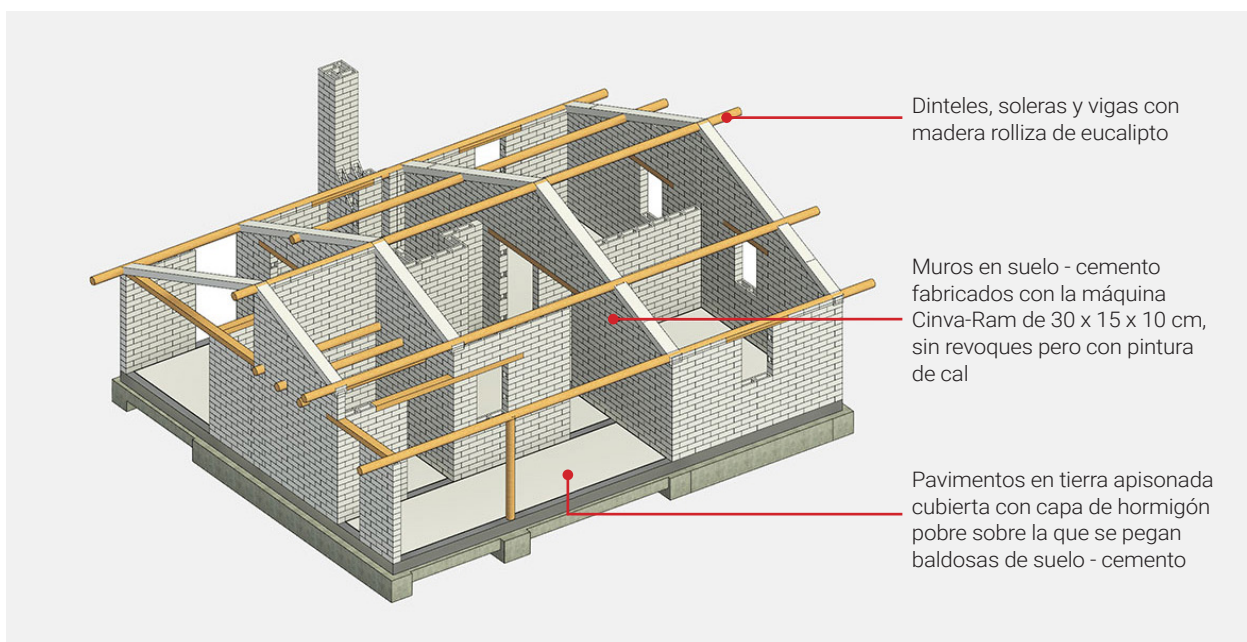 Dinteles, soleras y vigas con
madera rolliza de eucalipto
Muros en suelo - cemento
fabricados con la máquina
Cinva-Ram de 30 x 15 x 10 cm,
sin revoques pero con pintura
de cal
Pavimentos en tierra apisonada
cubierta con capa de hormigón
pobre sobre la que se pegan
baldosas de suelo - cemento